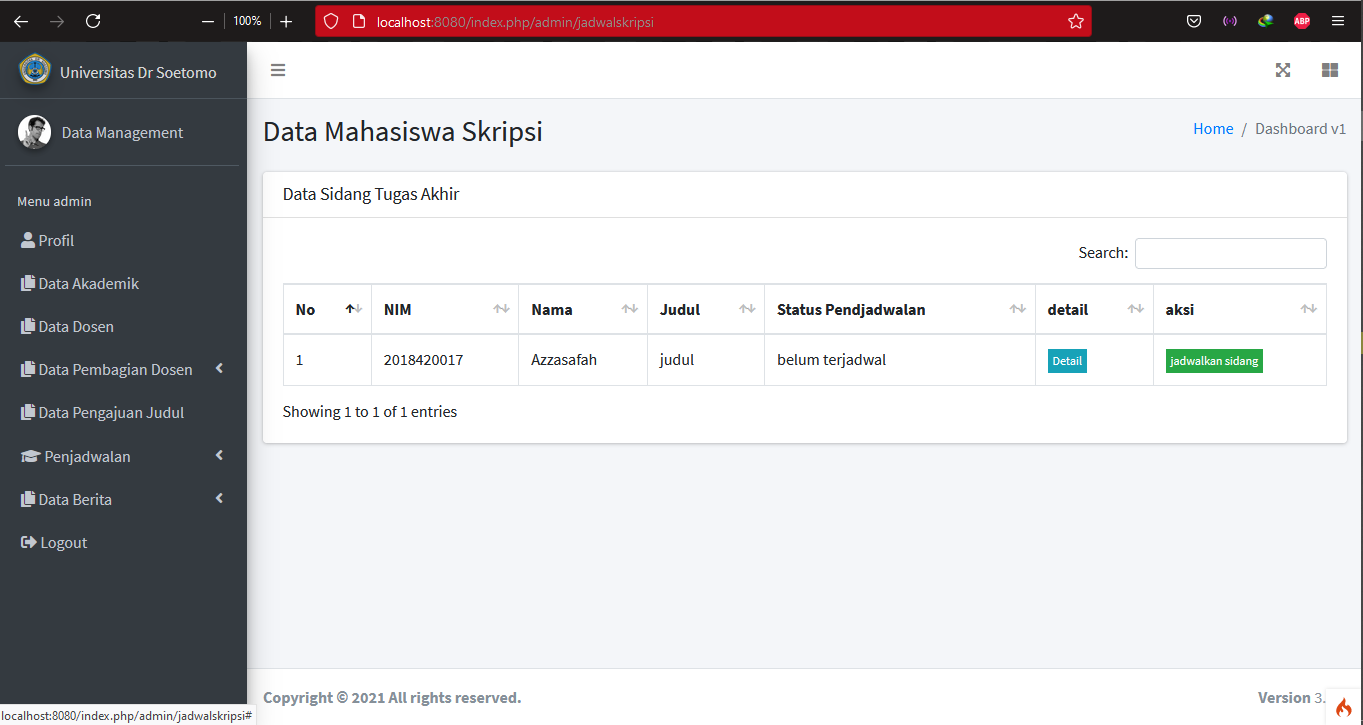 100%
localhost:8080/index.php/admin/jadwalskripsi
ABP
Universitas Dr Soetomo
Data Management
Menu admin
Profil
Data Akademik
Data Dosen
Data Pembagian Dosen
Data Pengajuan Judul
Penjadwalan
Data Berita
Logout
Data Mahasiswa Skripsi
Home / Dashboard v1
Data Sidang Tugas Akhir
Search:
No NIM Nama Judul Status Pendjadwalan detail aksi
1 2018420017 Azzasafah judul belum terjadwal Detail jadwalkan sidang
Showing 1 to 1 of 1 entries
Copyright © 2021 All rights reserved.
Version 3.
localhost:8080/index.php/admin/jadwalskripsi#